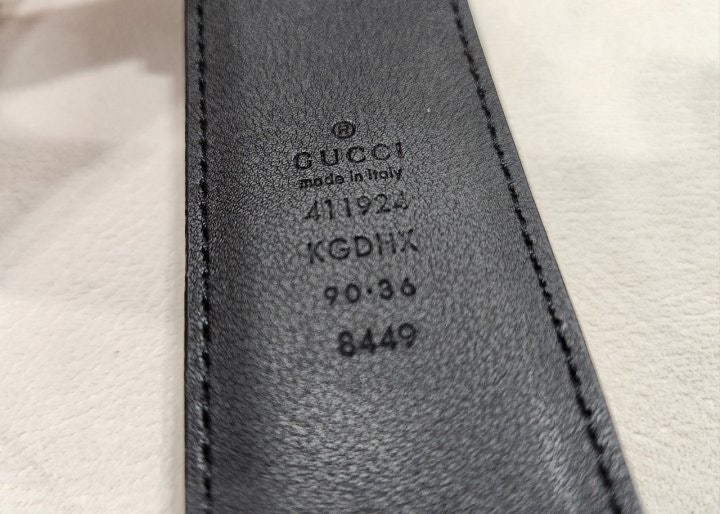 ®
GUCCI
made in Italy
411924
KGDHX
90·36
8449